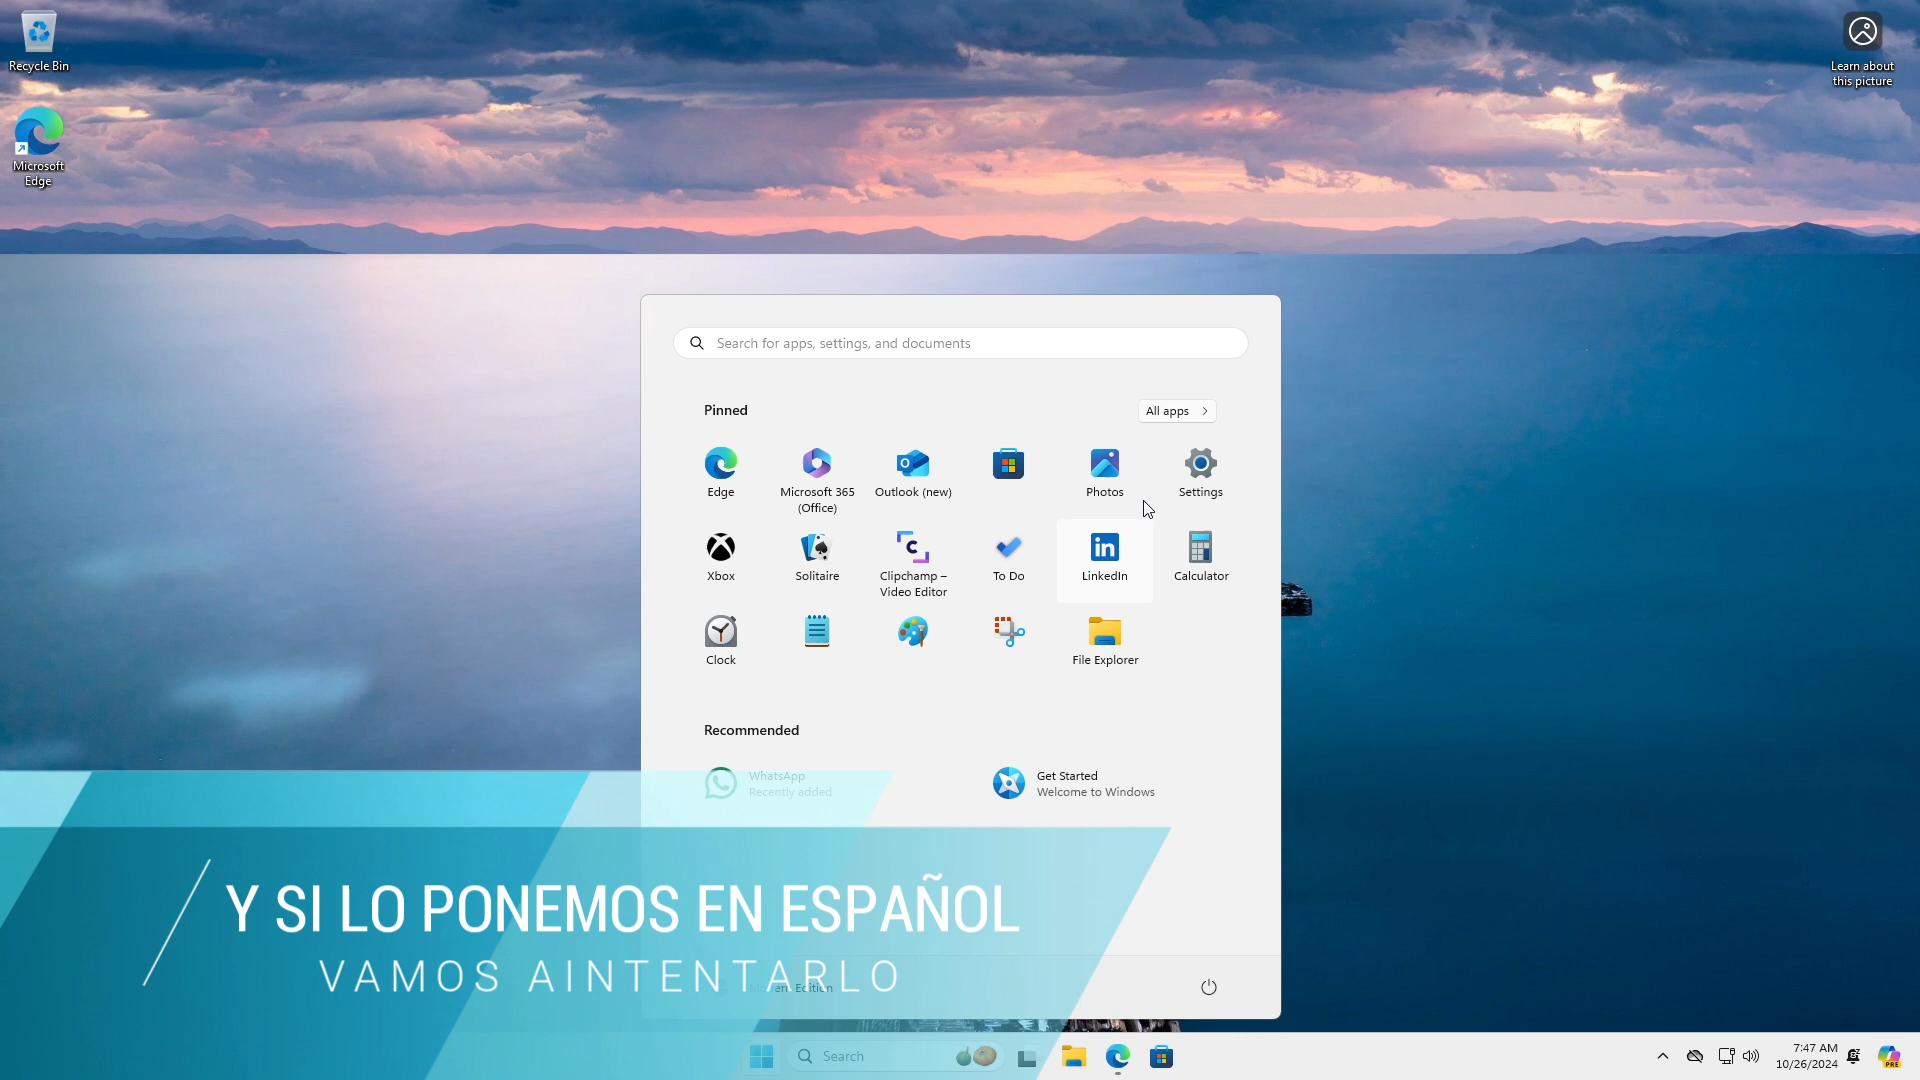 Recycle Bin
Learn about
this picture
Microsoft
Edge
Search for apps, settings, and documents
Pinned
All apps
Edge
Microsoft 365
(Office)
Outlook (new)
Photos
Settings
Xbox
Solitaire
Clipchamp –
Video Editor
To Do
LinkedIn
Calculator
Clock
File Explorer
Recommended
WhatsApp
Recently added
Get Started
Welcome to Windows
Y SI LO PONEMOS EN ESPAÑOL
VAMOS AINTENTARLO
Edition
Search
7:47 AM
10/26/2024
PRE